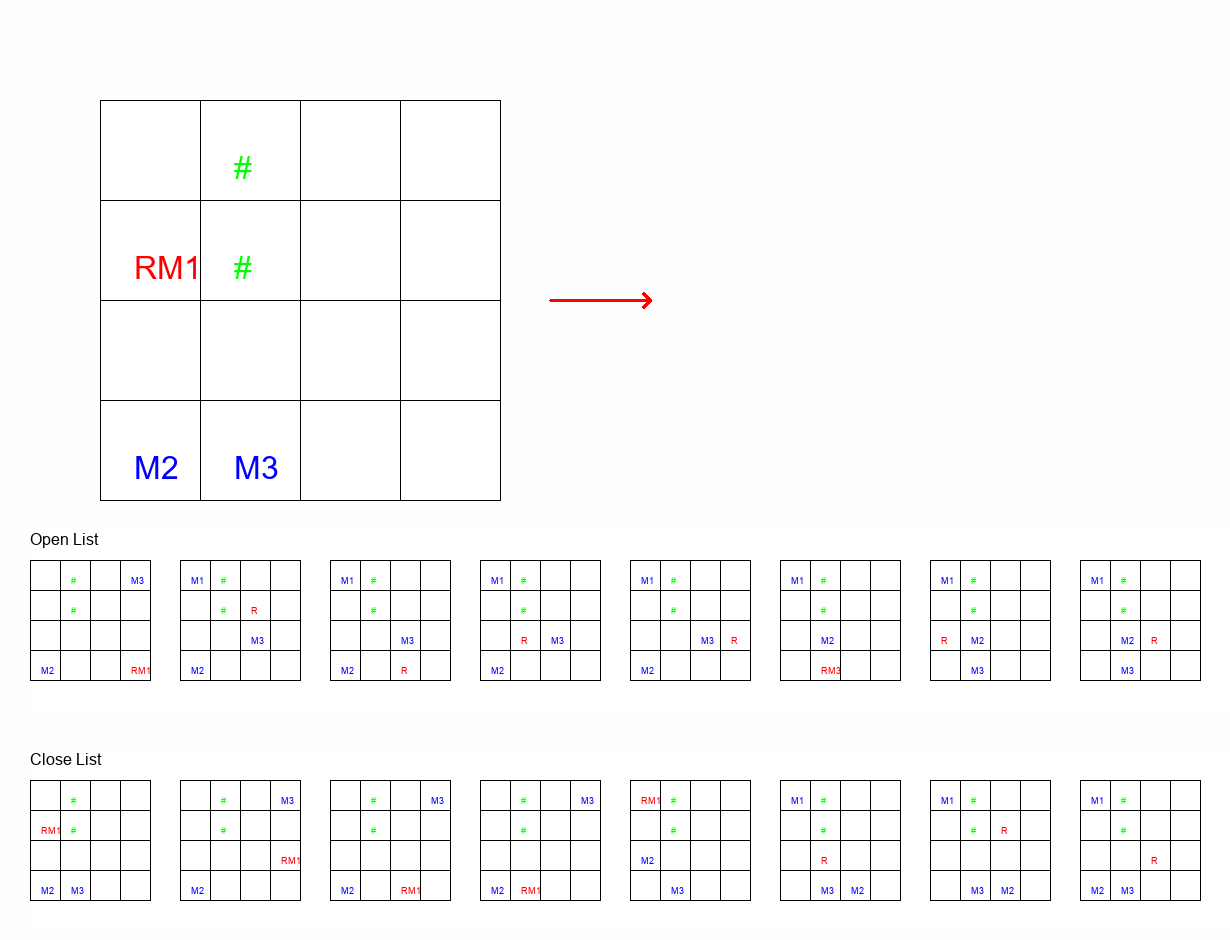 #
RM1 #
M2 M3
Open List
# M3 M1 # M1 # M1 # M1 # M1 # M1 # M1 #
# # R # # # # # #
M3 M3 R M3 M3 R M2 R M2 M2 R
M2 RM1 M2 M2 R M2 M2 RM3 M3 M3
Close List
# # M3 # M3 # M3 RM1 # M1 # M1 # M1 #
RM1 # # # # # # # R #
RM1 M2 R R
M2 M3 M2 M2 RM1 M2 RM1 M3 M3 M2 M3 M2 M2 M3